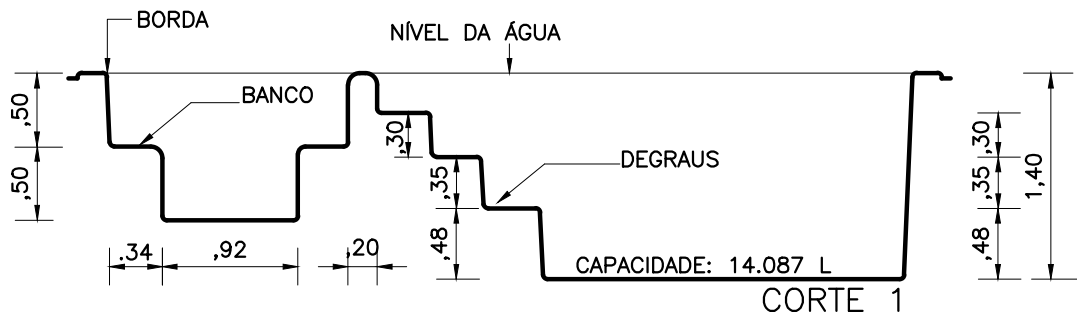 BORDA
NÍVEL DA ÁGUA
,50
BANCO
,30
,30
1,40
,50
,35
DEGRAUS
,35
.34
,92
,20
,48
CAPACIDADE: 14.087 L
,48
CORTE 1